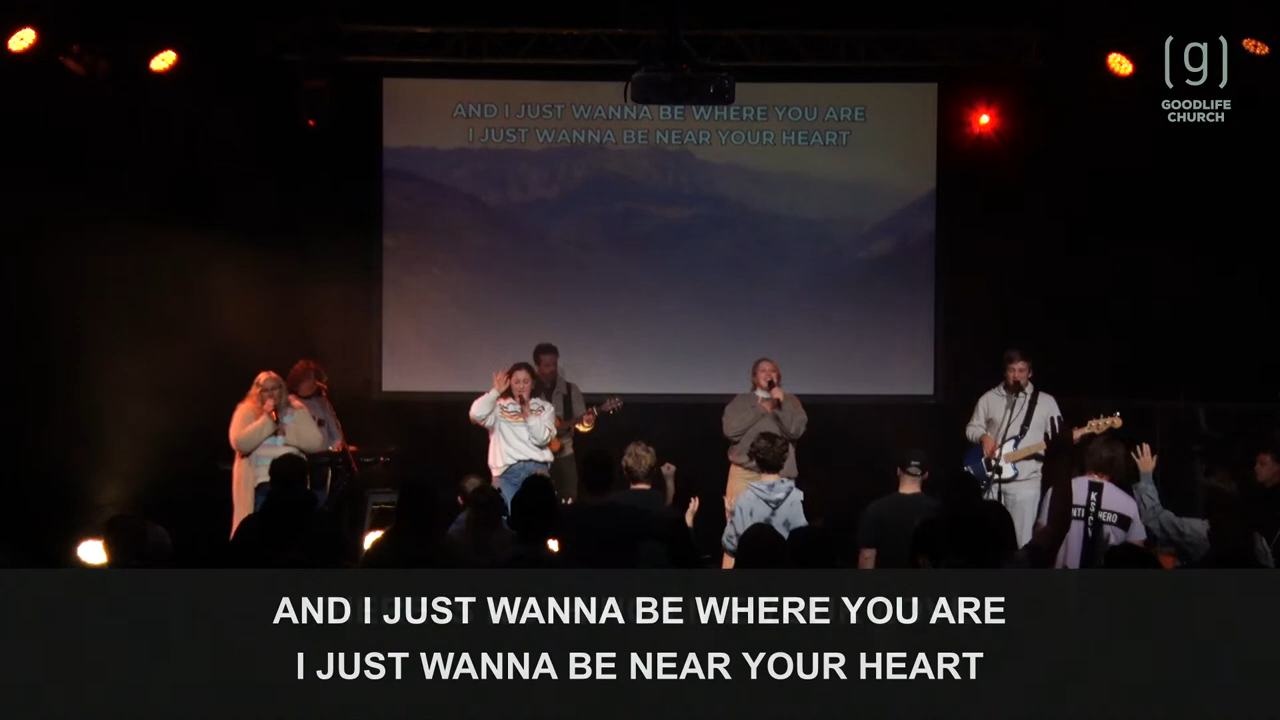 (g)
GOODLIFE
CHURCH
AND I JUST WANNA BE WHERE YOU ARE
I JUST WANNA BE NEAR YOUR HEART
HERO
AND I JUST WANNA BE WHERE YOU ARE
I JUST WANNA BE NEAR YOUR HEART